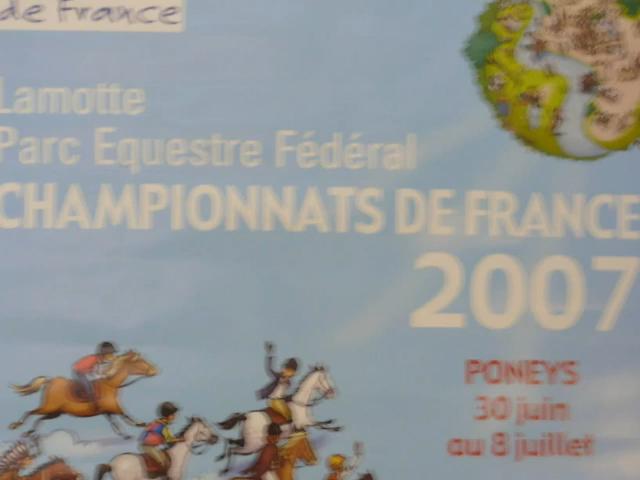 de France
Lamotte
Parc Equestre Fédéral
CHAMPIONNATS DE FRANCE
2007
PONEYS
30 juin
au 8 juillet